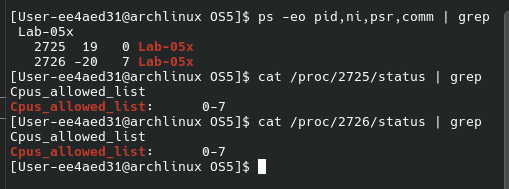 [User-ee4aed31@archlinux OS5]$ ps -eo pid,ni,psr,comm | grep
 Lab-05x
   2725  19   0 Lab-05x
   2726 -20   7 Lab-05x
[User-ee4aed31@archlinux OS5]$ cat /proc/2725/status | grep
Cpus_allowed_list
Cpus_allowed_list:      0-7
[User-ee4aed31@archlinux OS5]$ cat /proc/2726/status | grep
Cpus_allowed_list
Cpus_allowed_list:      0-7
[User-ee4aed31@archlinux OS5]$